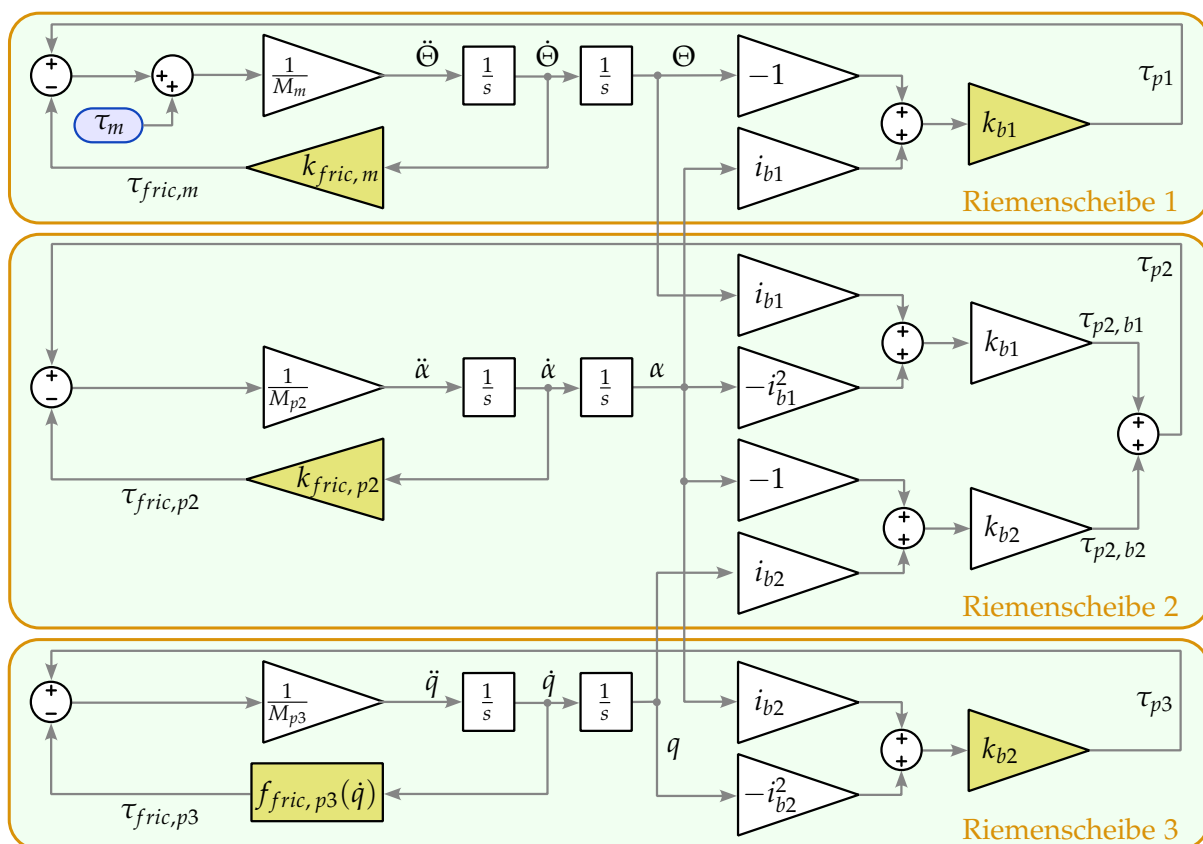 Θ̈ Θ̇ Θ
+ − + + 1/M_m 1/s 1/s −1 τ_p1
τ_m + + k_b1
k_fric,m i_b1
τ_fric,m
Riemenscheibe 1
τ_p2
i_b1
+ + k_b1 τ_p2,b1
α̈ α̇ α
+ − 1/M_p2 1/s 1/s −i_b1^2
+ +
k_fric,p2 −1
τ_fric,p2
+ + k_b2 τ_p2,b2
i_b2
Riemenscheibe 2
q̈ q̇
+ − 1/M_p3 1/s 1/s i_b2 τ_p3
q + + k_b2
f_fric,p3(q̇) −i_b2^2
τ_fric,p3
Riemenscheibe 3